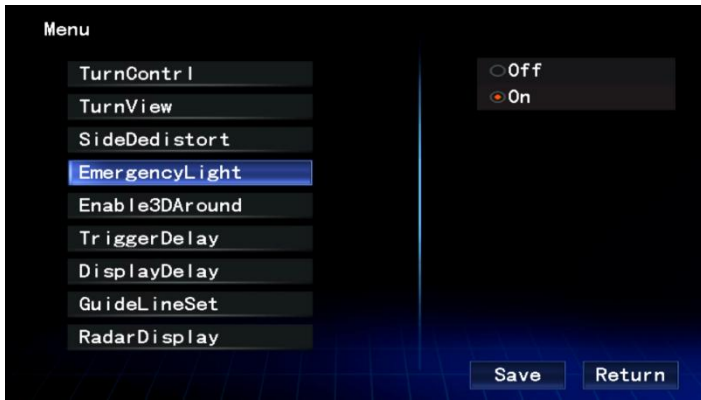 Menu
TurnContrl
TurnView
SideDedistort
EmergencyLight
Enable3DAround
TriggerDelay
DisplayDelay
GuideLineSet
RadarDisplay
Off
On
Save
Return